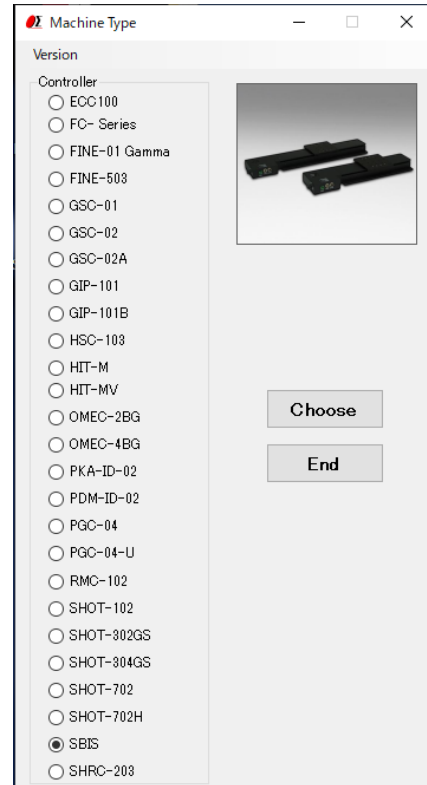 Machine Type
Version
Controller
ECC100
FC- Series
FINE-01 Gamma
FINE-503
GSC-01
GSC-02
GSC-02A
GIP-101
GIP-101B
HSC-103
HIT-M
HIT-MV
OMEC-2BG
OMEC-4BG
PKA-ID-02
PDM-ID-02
PGC-04
PGC-04-U
RMC-102
SHOT-102
SHOT-302GS
SHOT-304GS
SHOT-702
SHOT-702H
SBIS
SHRC-203
Choose
End